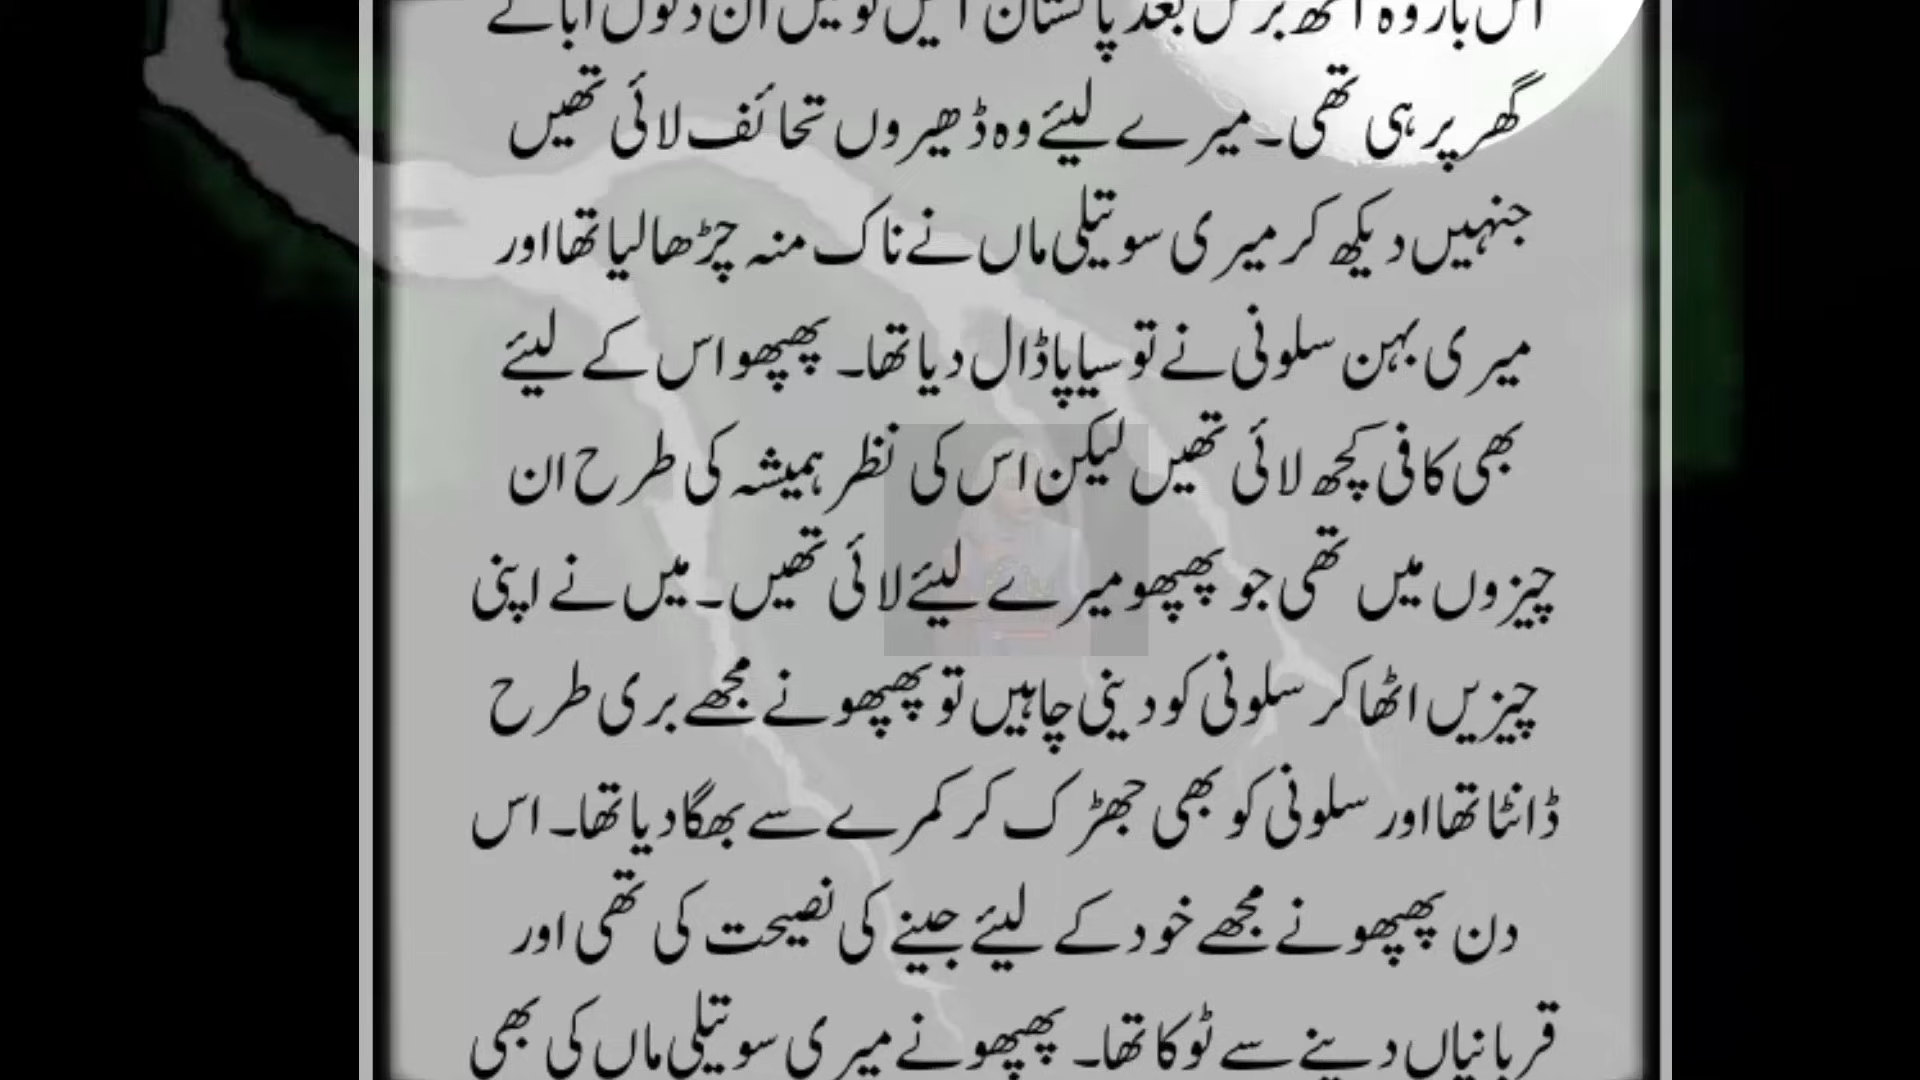 اس بار وہ آٹھ برس بعد پاکستان آئیں تو میں ان دنوں ابا کے
گھر پر ہی تھی۔ میرے لیئے وہ ڈھیروں تحائف لائی تھیں
جنہیں دیکھ کر میری سوتیلی ماں نے ناک منہ چڑھا لیا تھا اور
میری بہن سلونی نے تو سیاپا ڈال دیا تھا۔ پھپھو اس کے لیئے
بھی کافی کچھ لائی تھیں لیکن اس کی نظر ہمیشہ کی طرح ان
چیزوں میں تھی جو پھپھو میرے لیئے لائی تھیں۔ میں نے اپنی
چیزیں اٹھا کر سلونی کو دینی چاہیں تو پھپھو نے مجھے بری طرح
ڈانٹا تھا اور سلونی کو بھی جھڑک کر کمرے سے بھگا دیا تھا۔ اس
دن پھپھو نے مجھے خود کے لیئے جینے کی نصیحت کی تھی اور
قربانیاں دینے سے ٹوکا تھا۔ پھپھو نے میری سوتیلی ماں کی بھی